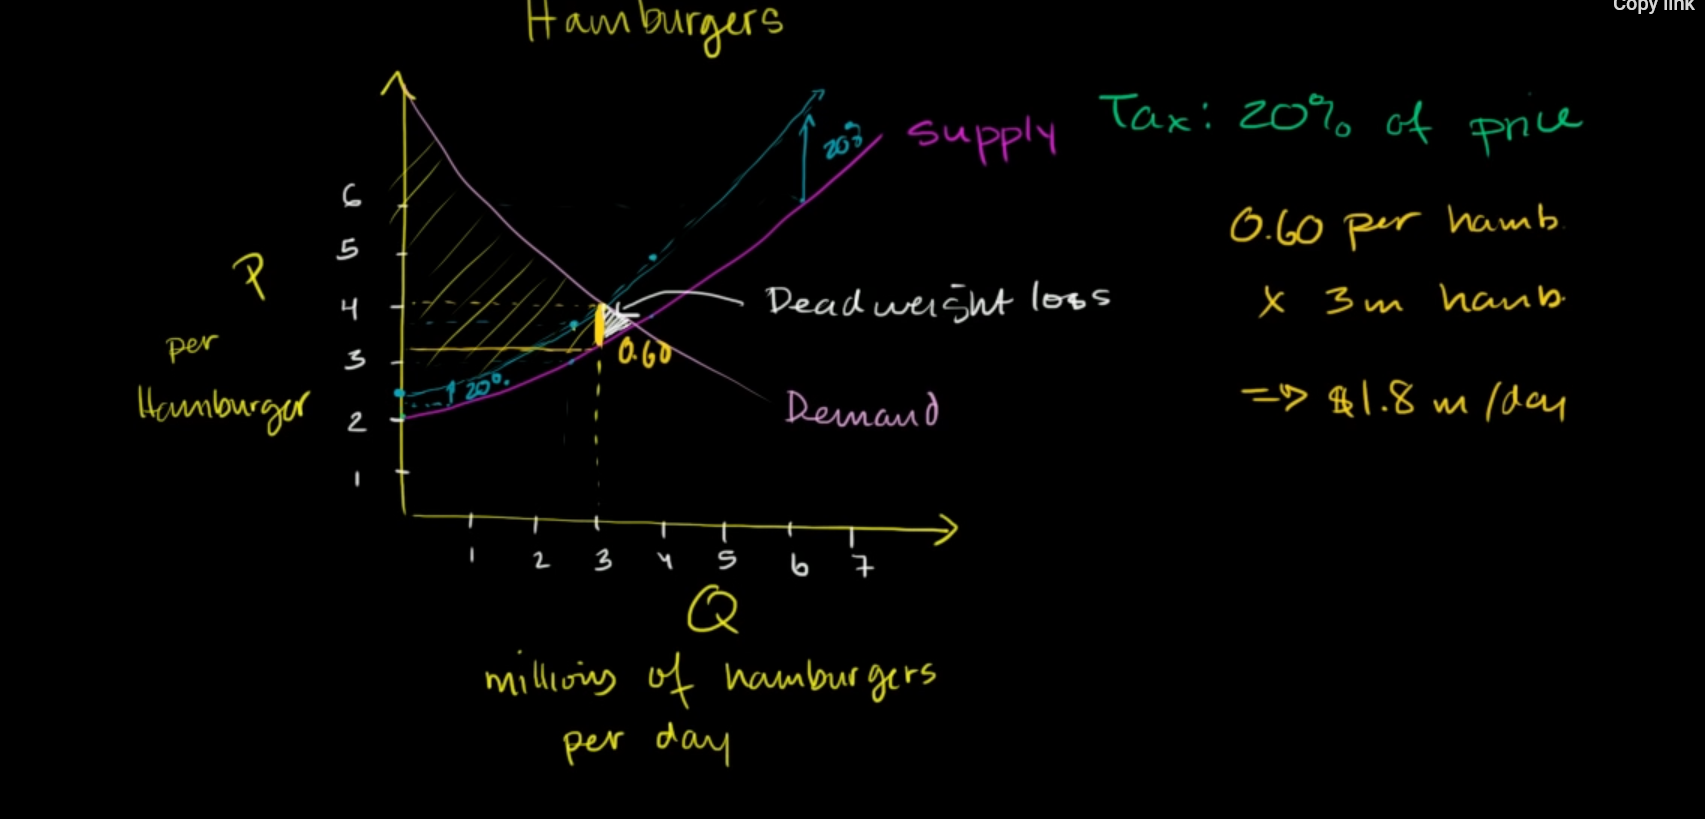 Copy link
Hamburgers
Supply
Tax: 20% of price
20%
6
5
4
3
2
1
P
per
Hamburger
0.60 per hamb.
x 3m hamb.
Deadweight loss
0.60
20%
Demand
=> $1.8 m/day
1 2 3 4 5 6 7
Q
millions of hamburgers
per day